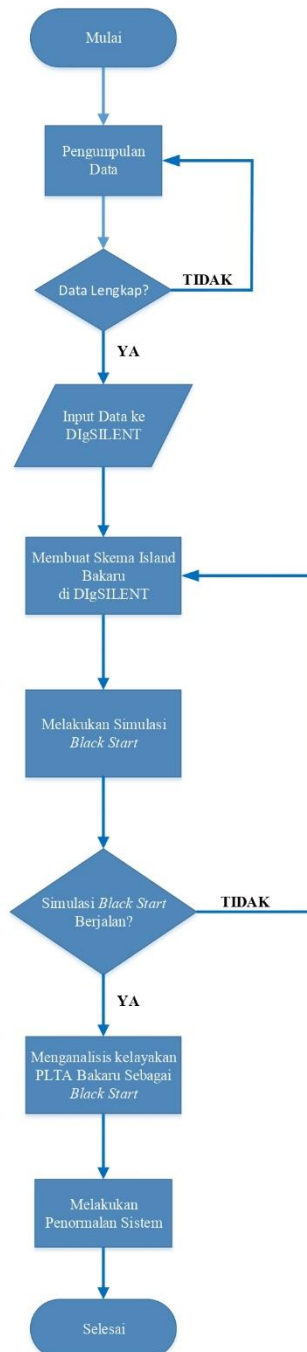 Mulai
Pengumpulan
Data
Data Lengkap?
TIDAK
YA
Input Data ke
DIgSILENT
Membuat Skema Island
Bakaru
di DIgSILENT
Melakukan Simulasi
Black Start
Simulasi Black Start
Berjalan?
TIDAK
YA
Menganalisis kelayakan
PLTA Bakaru Sebagai
Black Start
Melakukan
Penormalan Sistem
Selesai